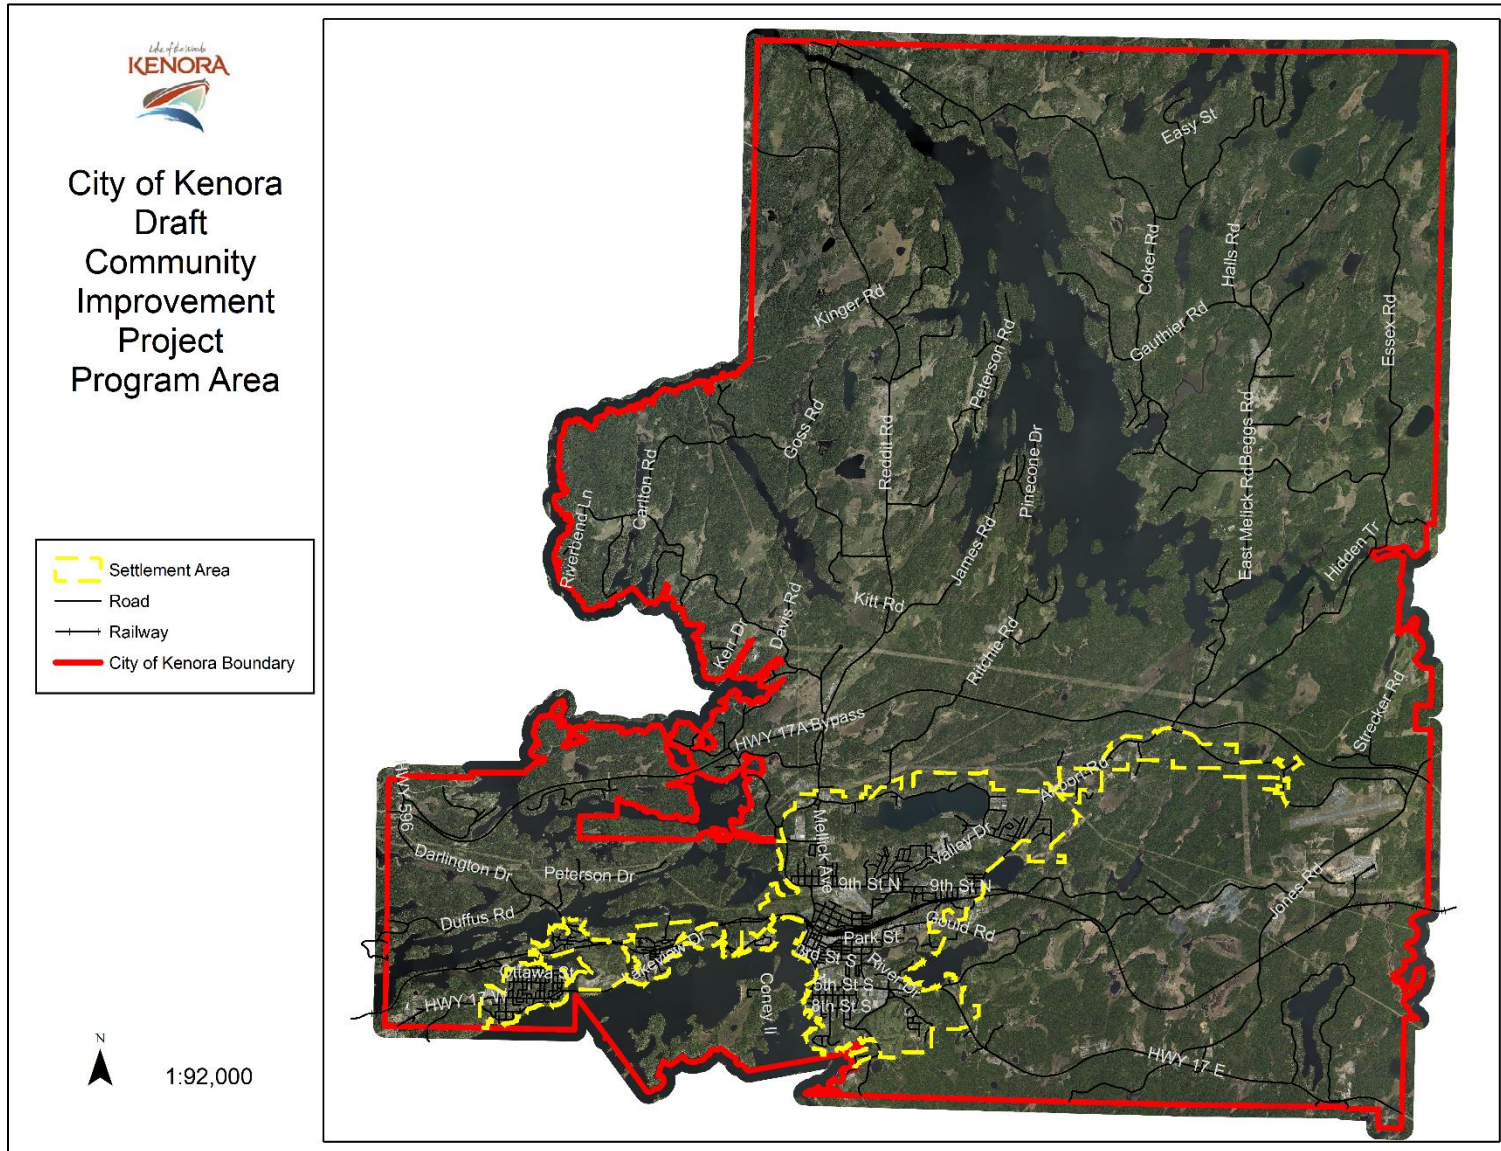 Lake of the Woods
KENORA
City of Kenora
Draft
Community
Improvement
Project
Program Area
Settlement Area
Road
Railway
City of Kenora Boundary
N
1:92,000
Easy St
Coker Rd
Halls Rd
Kinger Rd
Gauthier Rd
Essex Rd
Peterson Rd
Goss Rd
Reddit Rd
Pinecone Dr
Beggs Rd
East Melick Rd
Carlton Rd
Riverbend Ln
James Rd
Hidden Tr
Kitt Rd
Davis Rd
Kerr Dr
Ritchie Rd
Strecker Rd
HWY 17A Bypass
HWY 596
Airport Rd
Mellick Ave
Valley Dr
Darlington Dr
Peterson Dr
9th St N
9th St N
Jones Rd
Duffus Rd
Gould Rd
Park St
Lakeview Dr
3rd St S
River Dr
Ottawa St
5th St S
HWY 17 W
8th St S
Coney Il
HWY 17 E